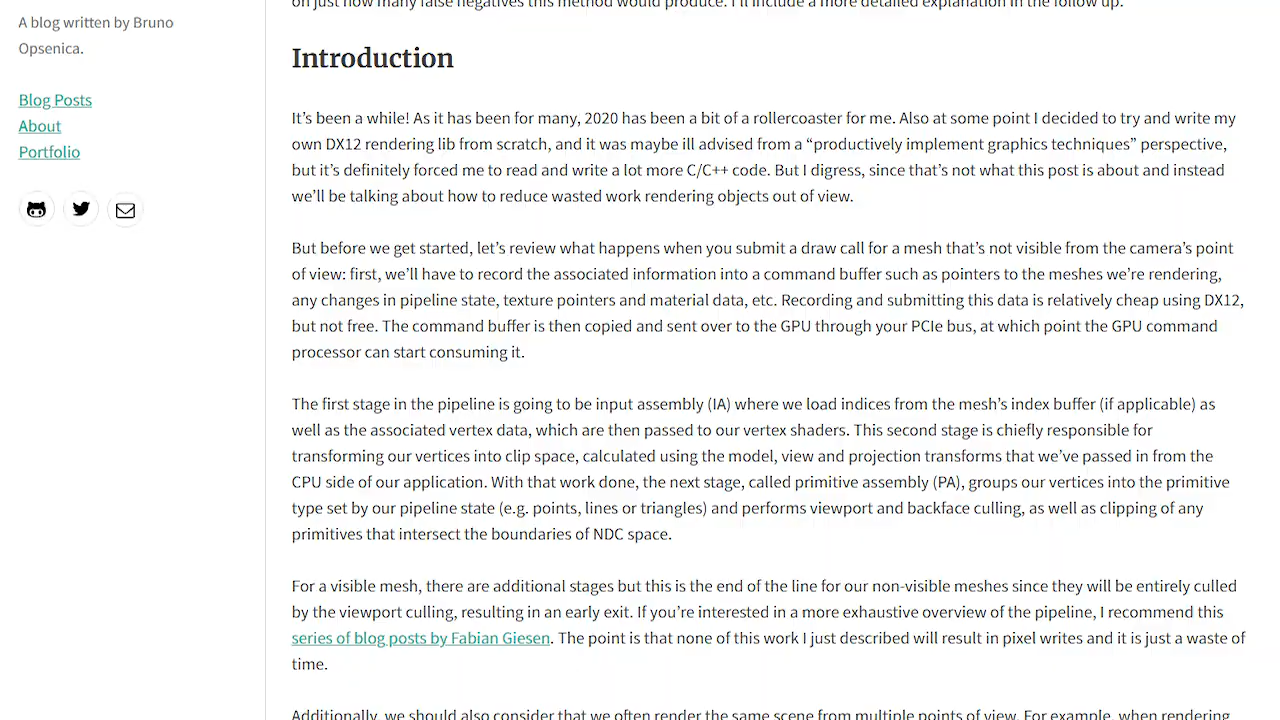 A blog written by Bruno
Opsenica.
Blog Posts
About
Portfolio
on just how many false negatives this method would produce. I'll include a more detailed explanation in the follow up.
Introduction
It’s been a while! As it has been for many, 2020 has been a bit of a rollercoaster for me. Also at some point I decided to try and write my
own DX12 rendering lib from scratch, and it was maybe ill advised from a “productively implement graphics techniques” perspective,
but it’s definitely forced me to read and write a lot more C/C++ code. But I digress, since that’s not what this post is about and instead
we’ll be talking about how to reduce wasted work rendering objects out of view.
But before we get started, let’s review what happens when you submit a draw call for a mesh that’s not visible from the camera’s point
of view: first, we’ll have to record the associated information into a command buffer such as pointers to the meshes we’re rendering,
any changes in pipeline state, texture pointers and material data, etc. Recording and submitting this data is relatively cheap using DX12,
but not free. The command buffer is then copied and sent over to the GPU through your PCIe bus, at which point the GPU command
processor can start consuming it.
The first stage in the pipeline is going to be input assembly (IA) where we load indices from the mesh’s index buffer (if applicable) as
well as the associated vertex data, which are then passed to our vertex shaders. This second stage is chiefly responsible for
transforming our vertices into clip space, calculated using the model, view and projection transforms that we’ve passed in from the
CPU side of our application. With that work done, the next stage, called primitive assembly (PA), groups our vertices into the primitive
type set by our pipeline state (e.g. points, lines or triangles) and performs viewport and backface culling, as well as clipping of any
primitives that intersect the boundaries of NDC space.
For a visible mesh, there are additional stages but this is the end of the line for our non-visible meshes since they will be entirely culled
by the viewport culling, resulting in an early exit. If you’re interested in a more exhaustive overview of the pipeline, I recommend this
series of blog posts by Fabian Giesen. The point is that none of this work I just described will result in pixel writes and it is just a waste of
time.
Additionally, we should also consider that we often render the same scene from multiple points of view. For example, when rendering